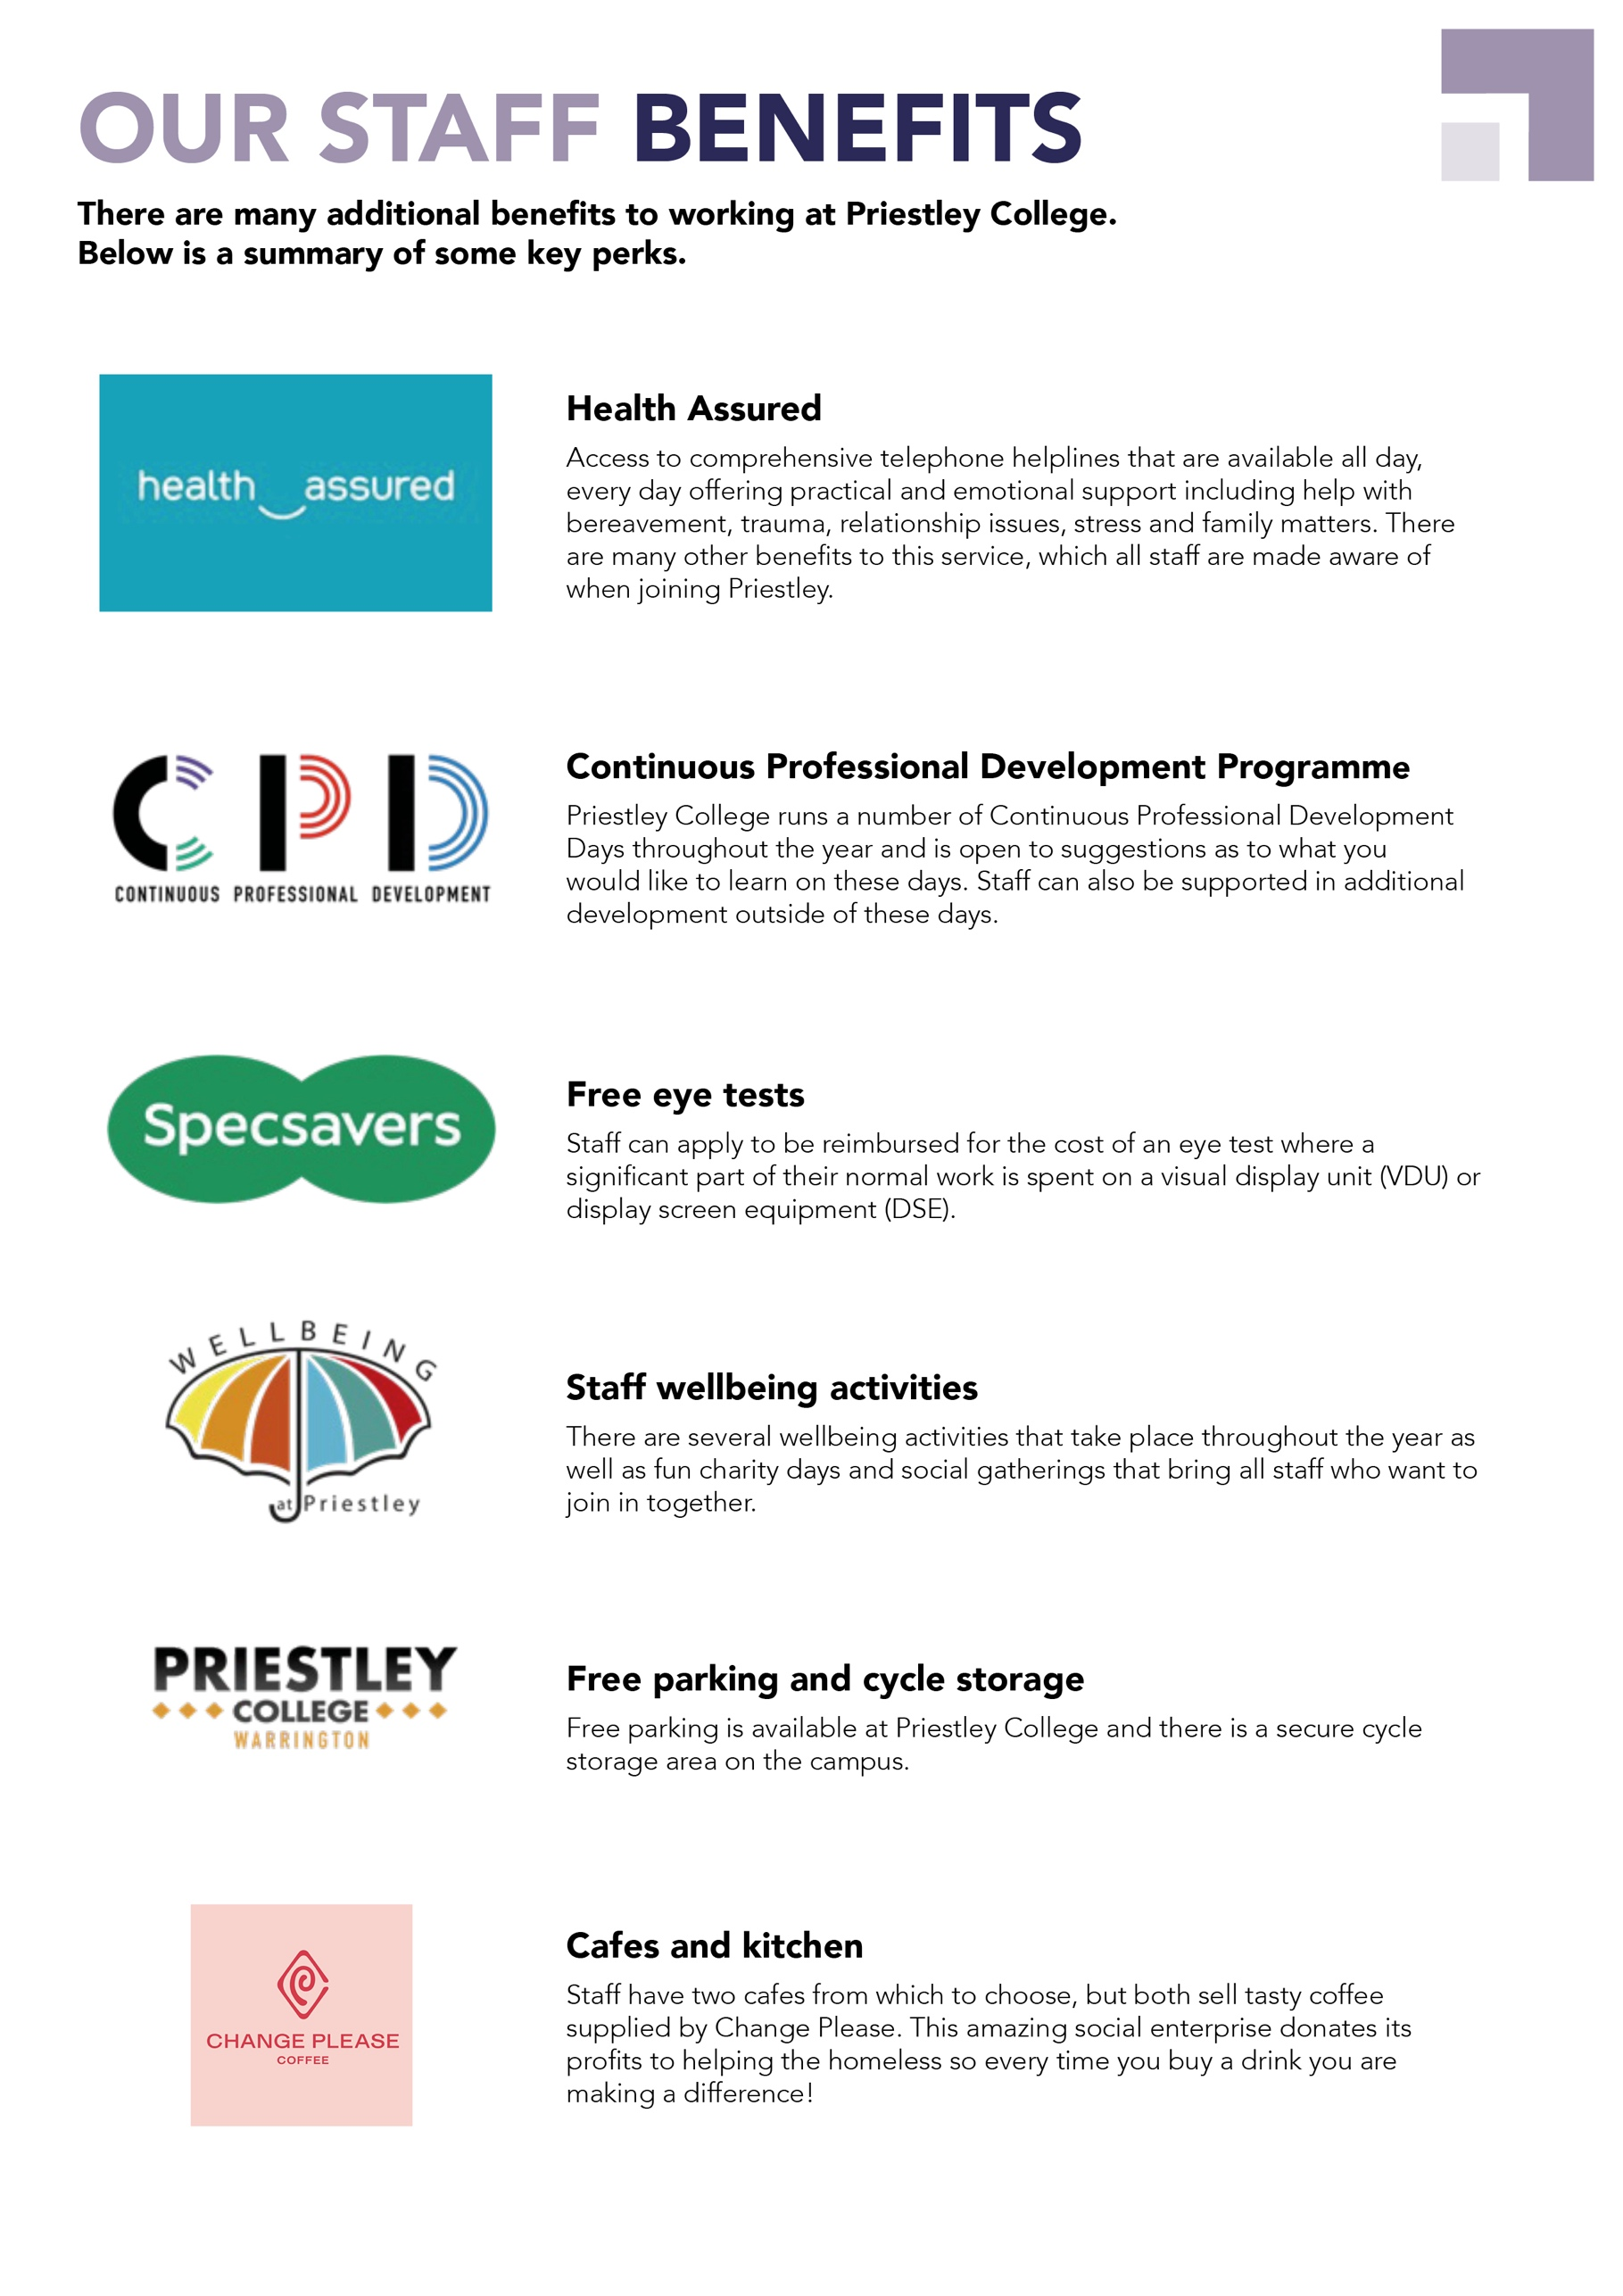 OUR STAFF BENEFITS
There are many additional benefits to working at Priestley College.
Below is a summary of some key perks.
health assured
Health Assured
Access to comprehensive telephone helplines that are available all day,
every day offering practical and emotional support including help with
bereavement, trauma, relationship issues, stress and family matters. There
are many other benefits to this service, which all staff are made aware of
when joining Priestley.
CPD
CONTINUOUS PROFESSIONAL DEVELOPMENT
Continuous Professional Development Programme
Priestley College runs a number of Continuous Professional Development
Days throughout the year and is open to suggestions as to what you
would like to learn on these days. Staff can also be supported in additional
development outside of these days.
Specsavers
Free eye tests
Staff can apply to be reimbursed for the cost of an eye test where a
significant part of their normal work is spent on a visual display unit (VDU) or
display screen equipment (DSE).
WELLBEING
at Priestley
Staff wellbeing activities
There are several wellbeing activities that take place throughout the year as
well as fun charity days and social gatherings that bring all staff who want to
join in together.
PRIESTLEY
COLLEGE
WARRINGTON
Free parking and cycle storage
Free parking is available at Priestley College and there is a secure cycle
storage area on the campus.
CHANGE PLEASE
COFFEE
Cafes and kitchen
Staff have two cafes from which to choose, but both sell tasty coffee
supplied by Change Please. This amazing social enterprise donates its
profits to helping the homeless so every time you buy a drink you are
making a difference!